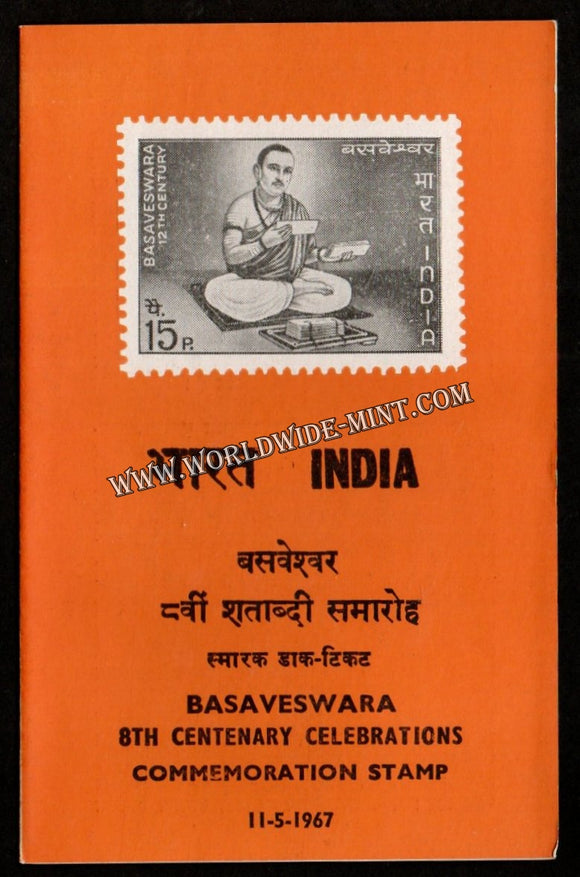 BASAVESWARA
12TH CENTURY
बसवेश्वर
भारत INDIA
पै.
15 P.
WWW.WORLDWIDE-MINT.COM
भारत INDIA
बसवेश्वर
८वीं शताब्दी समारोह
स्मारक डाक-टिकट
BASAVESWARA
8TH CENTENARY CELEBRATIONS
COMMEMORATION STAMP
11-5-1967